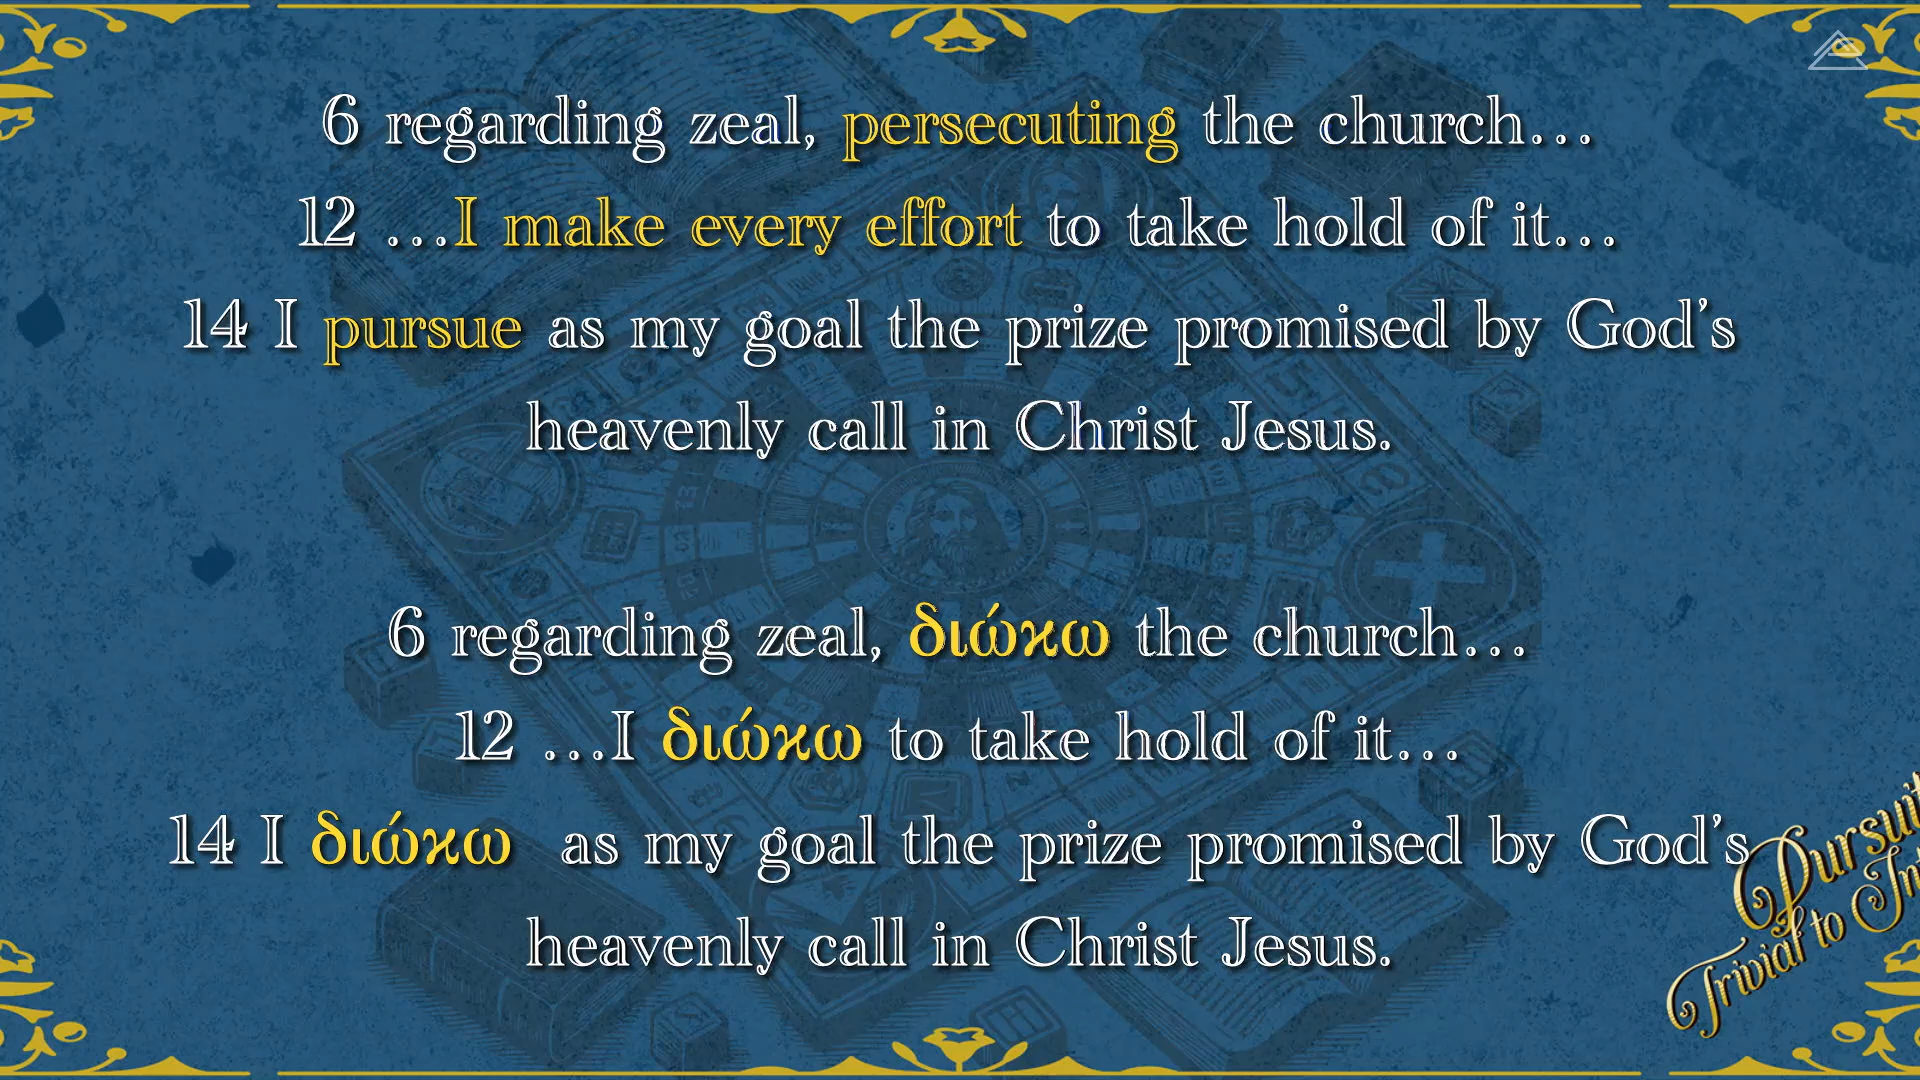 6 regarding zeal, persecuting the church…
12 …I make every effort to take hold of it…
14 I pursue as my goal the prize promised by God’s
heavenly call in Christ Jesus.
6 regarding zeal, διώκω the church…
12 …I διώκω to take hold of it…
14 I διώκω as my goal the prize promised by God’s
heavenly call in Christ Jesus.
Pursuit
Trivial to